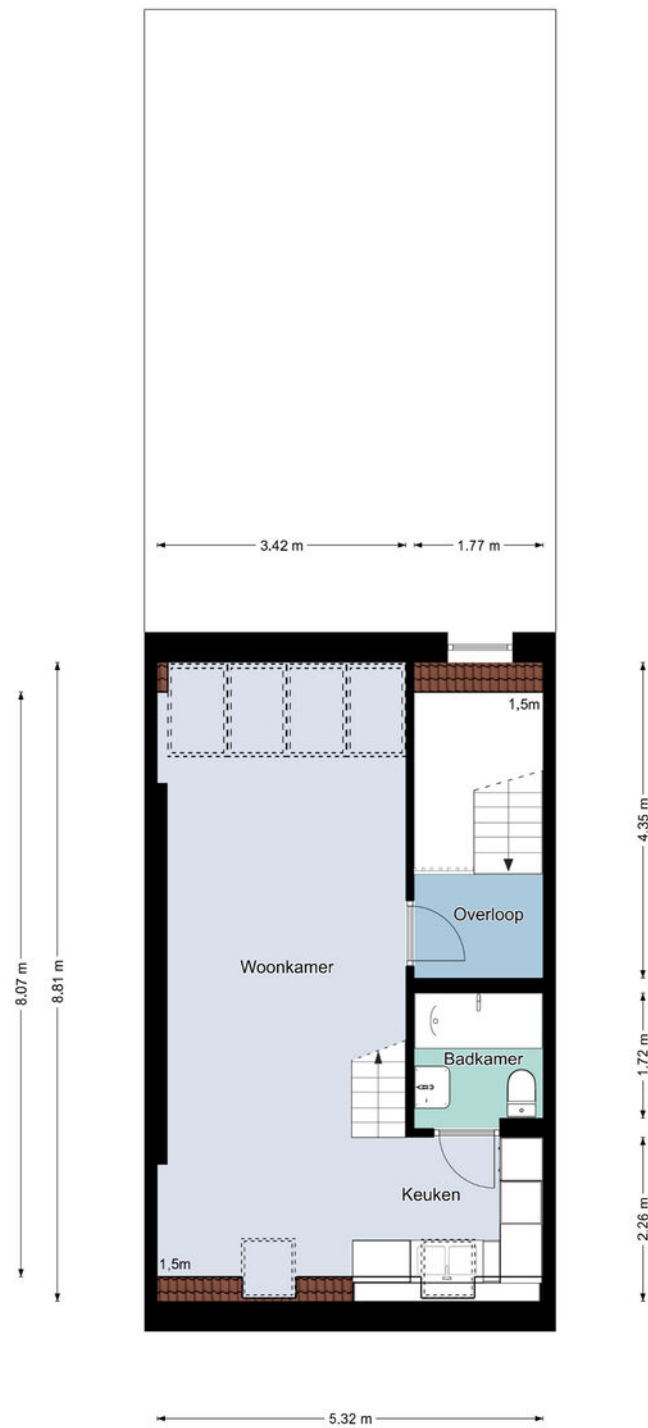 3.42 m
1.77 m
1,5m
4.35 m
Overloop
Woonkamer
8.07 m
8.81 m
Badkamer
1.72 m
Keuken
2.26 m
1,5m
5.32 m